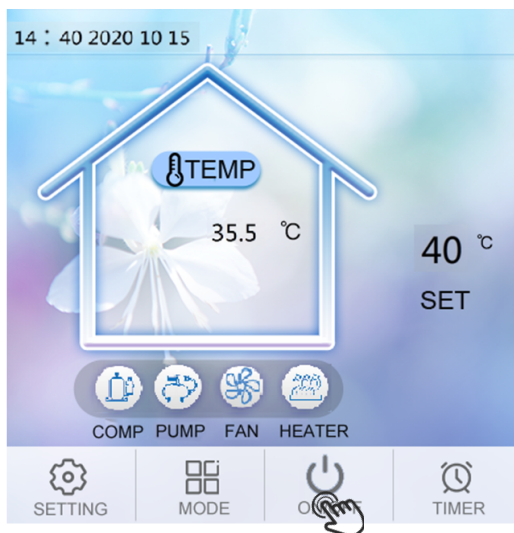 14：40 2020 10 15
TEMP
35.5 ℃
40 ℃
SET
COMP PUMP FAN HEATER
SETTING MODE TIMER